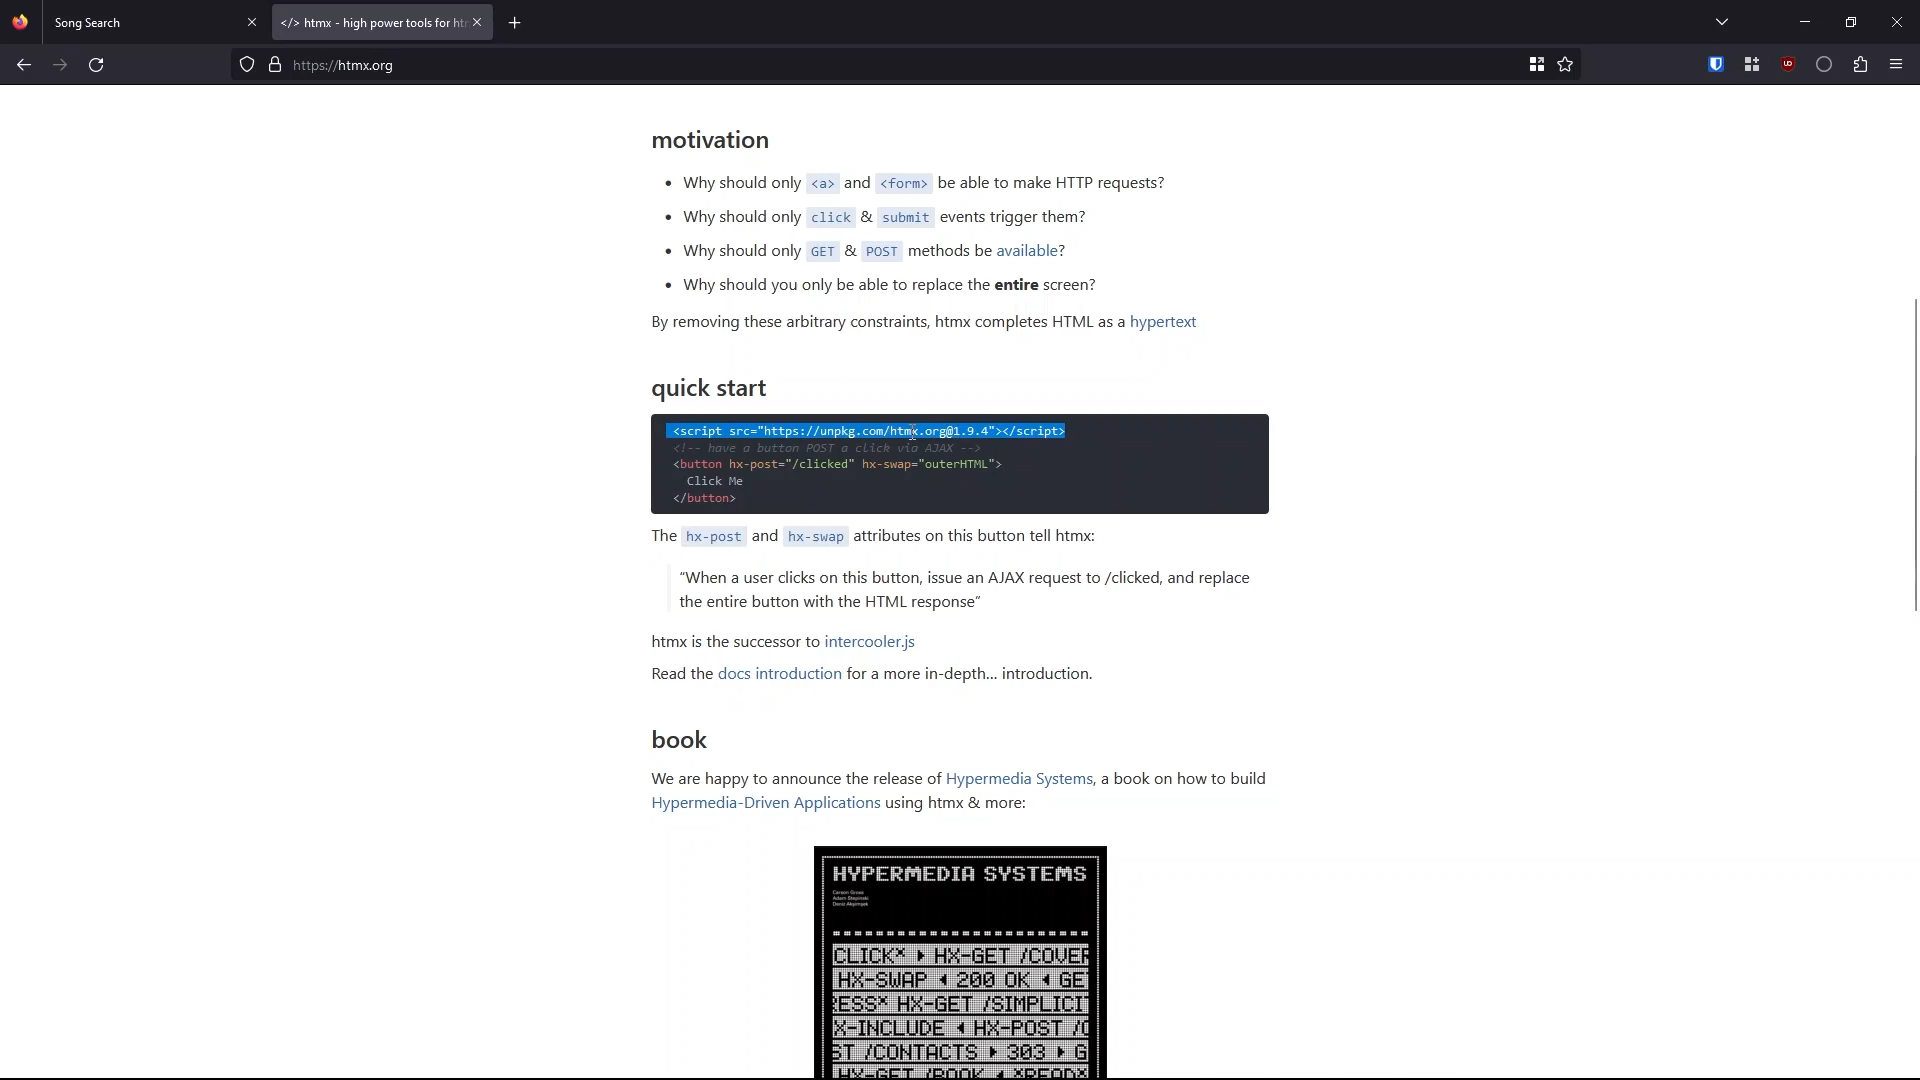 Song Search
</> htmx - high power tools for htm
https://htmx.org
motivation
• Why should only <a> and <form> be able to make HTTP requests?
• Why should only click & submit events trigger them?
• Why should only GET & POST methods be available?
• Why should you only be able to replace the entire screen?
By removing these arbitrary constraints, htmx completes HTML as a hypertext
quick start
<script src="https://unpkg.com/htmx.org@1.9.4"></script>
<!-- have a button POST a click via AJAX -->
<button hx-post="/clicked" hx-swap="outerHTML">
Click Me
</button>
The hx-post and hx-swap attributes on this button tell htmx:
“When a user clicks on this button, issue an AJAX request to /clicked, and replace
the entire button with the HTML response”
htmx is the successor to intercooler.js
Read the docs introduction for a more in-depth… introduction.
book
We are happy to announce the release of Hypermedia Systems, a book on how to build
Hypermedia-Driven Applications using htmx & more:
HYPERMEDIA SYSTEMS
Carson Gross
Adam Stepinski
Deniz Akşimşek
CLICK* ▸ HX-GET /COVER
HX-SWAP ◂ 200 OK ◂ GE
RESS* HX-GET /SIMPLICI
X-INCLUDE ◂ HX-POST /C
ST /CONTACTS ▸ 303 ▸ G
HX-GET /BOOK ◂ *READ*